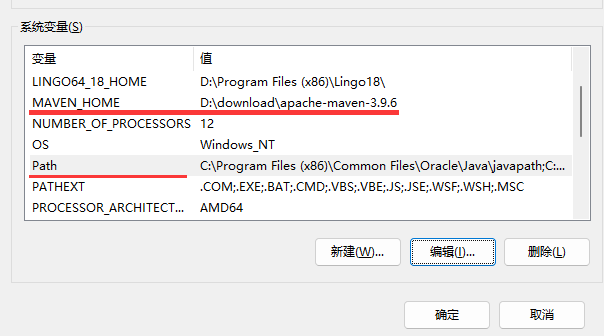 系统变量(S)
变量 值
LINGO64_18_HOME D:\Program Files (x86)\Lingo18\
MAVEN_HOME D:\download\apache-maven-3.9.6
NUMBER_OF_PROCESSORS 12
OS Windows_NT
Path C:\Program Files (x86)\Common Files\Oracle\Java\javapath;C:...
PATHEXT .COM;.EXE;.BAT;.CMD;.VBS;.VBE;.JS;.JSE;.WSF;.WSH;.MSC
PROCESSOR_ARCHITECT... AMD64
新建(W)... 编辑(I)... 删除(L)
确定 取消